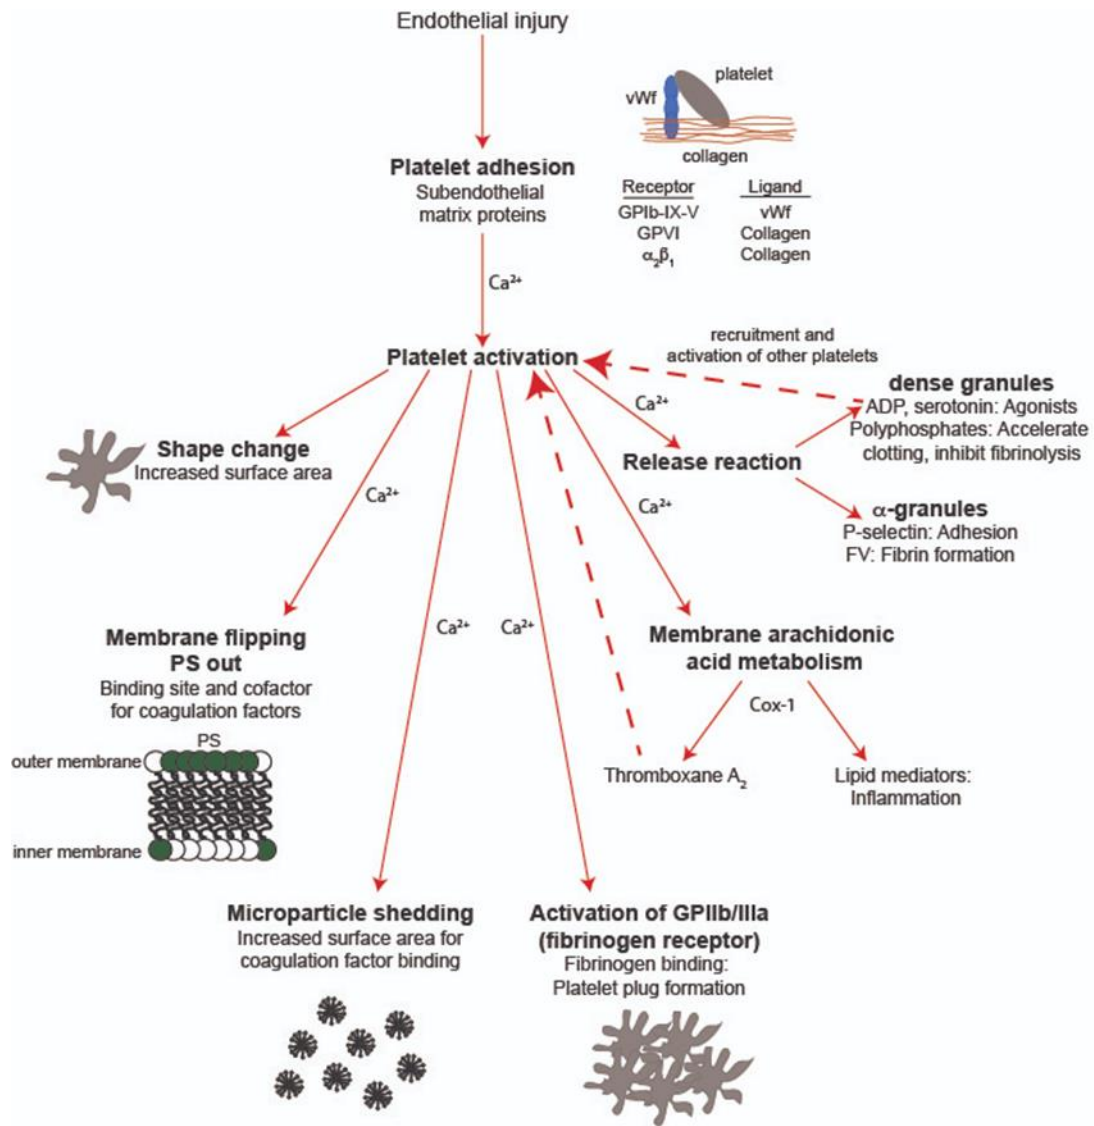 Endothelial injury
platelet
vWf
collagen
Platelet adhesion
Subendothelial
matrix proteins
Receptor Ligand
GPIb-IX-V vWf
GPVI Collagen
α₂β₁ Collagen
Ca²⁺
recruitment and
activation of other platelets
Platelet activation
dense granules
ADP, serotonin: Agonists
Polyphosphates: Accelerate
clotting, inhibit fibrinolysis
Ca²⁺
Shape change
Increased surface area
Release reaction
Ca²⁺
Ca²⁺
α-granules
P-selectin: Adhesion
FV: Fibrin formation
Ca²⁺ Ca²⁺
Membrane flipping
PS out
Binding site and cofactor
for coagulation factors
Membrane arachidonic
acid metabolism
Cox-1
PS
outer membrane
inner membrane
Thromboxane A₂
Lipid mediators:
Inflammation
Microparticle shedding
Increased surface area for
coagulation factor binding
Activation of GPIIb/IIIa
(fibrinogen receptor)
Fibrinogen binding:
Platelet plug formation